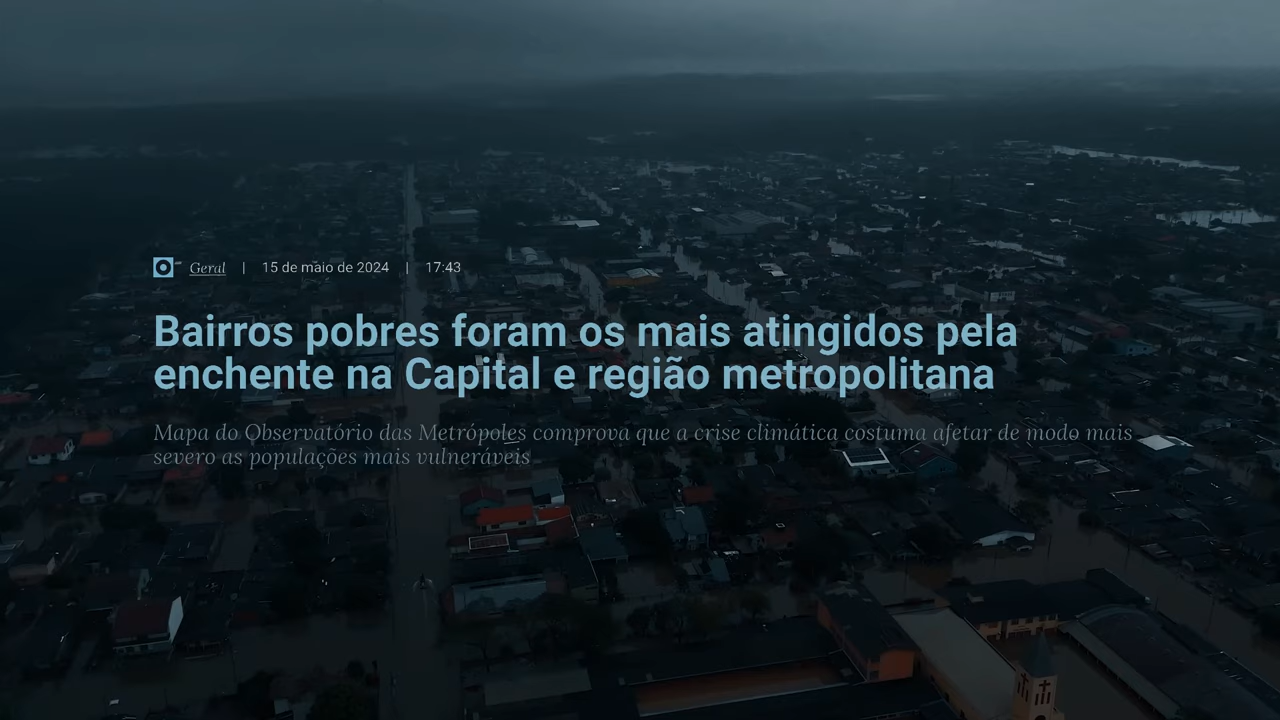 Geral | 15 de maio de 2024 | 17:43
Bairros pobres foram os mais atingidos pela
enchente na Capital e região metropolitana
Mapa do Observatório das Metrópoles comprova que a crise climática costuma afetar de modo mais
severo as populações mais vulneráveis